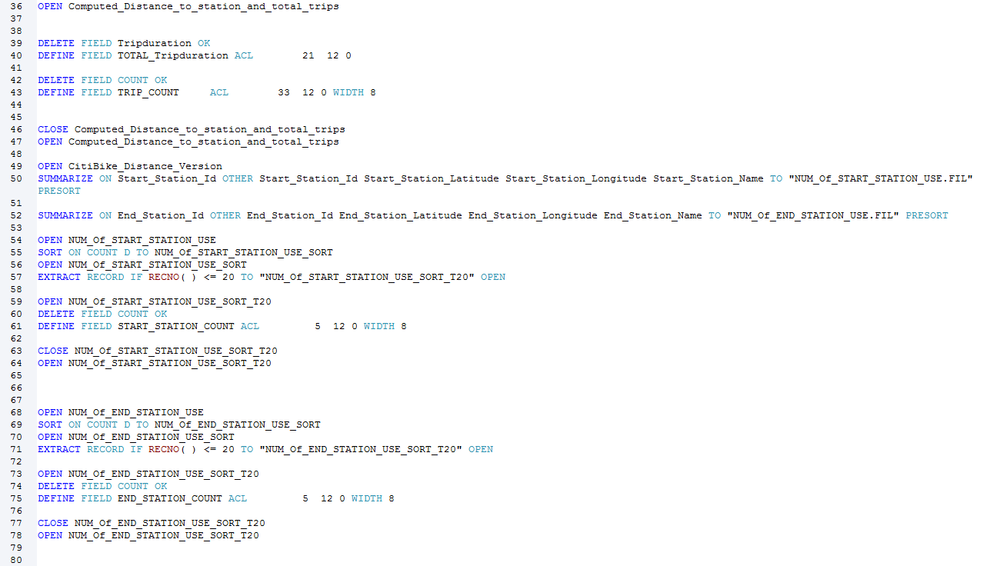 36 OPEN Computed_Distance_to_station_and_total_trips
37
38
39 DELETE FIELD Tripduration OK
40 DEFINE FIELD TOTAL_Tripduration ACL 21 12 0
41
42 DELETE FIELD COUNT OK
43 DEFINE FIELD TRIP_COUNT ACL 33 12 0 WIDTH 8
44
45
46 CLOSE Computed_Distance_to_station_and_total_trips
47 OPEN Computed_Distance_to_station_and_total_trips
48
49 OPEN CitiBike_Distance_Version
50 SUMMARIZE ON Start_Station_Id OTHER Start_Station_Id Start_Station_Latitude Start_Station_Longitude Start_Station_Name TO "NUM_Of_START_STATION_USE.FIL"
PRESORT
51
52 SUMMARIZE ON End_Station_Id OTHER End_Station_Id End_Station_Latitude End_Station_Longitude End_Station_Name TO "NUM_Of_END_STATION_USE.FIL" PRESORT
53
54 OPEN NUM_Of_START_STATION_USE
55 SORT ON COUNT D TO NUM_Of_START_STATION_USE_SORT
56 OPEN NUM_Of_START_STATION_USE_SORT
57 EXTRACT RECORD IF RECNO( ) <= 20 TO "NUM_Of_START_STATION_USE_SORT_T20" OPEN
58
59 OPEN NUM_Of_START_STATION_USE_SORT_T20
60 DELETE FIELD COUNT OK
61 DEFINE FIELD START_STATION_COUNT ACL 5 12 0 WIDTH 8
62
63 CLOSE NUM_Of_START_STATION_USE_SORT_T20
64 OPEN NUM_Of_START_STATION_USE_SORT_T20
65
66
67
68 OPEN NUM_Of_END_STATION_USE
69 SORT ON COUNT D TO NUM_Of_END_STATION_USE_SORT
70 OPEN NUM_Of_END_STATION_USE_SORT
71 EXTRACT RECORD IF RECNO( ) <= 20 TO "NUM_Of_END_STATION_USE_SORT_T20" OPEN
72
73 OPEN NUM_Of_END_STATION_USE_SORT_T20
74 DELETE FIELD COUNT OK
75 DEFINE FIELD END_STATION_COUNT ACL 5 12 0 WIDTH 8
76
77 CLOSE NUM_Of_END_STATION_USE_SORT_T20
78 OPEN NUM_Of_END_STATION_USE_SORT_T20
79
80